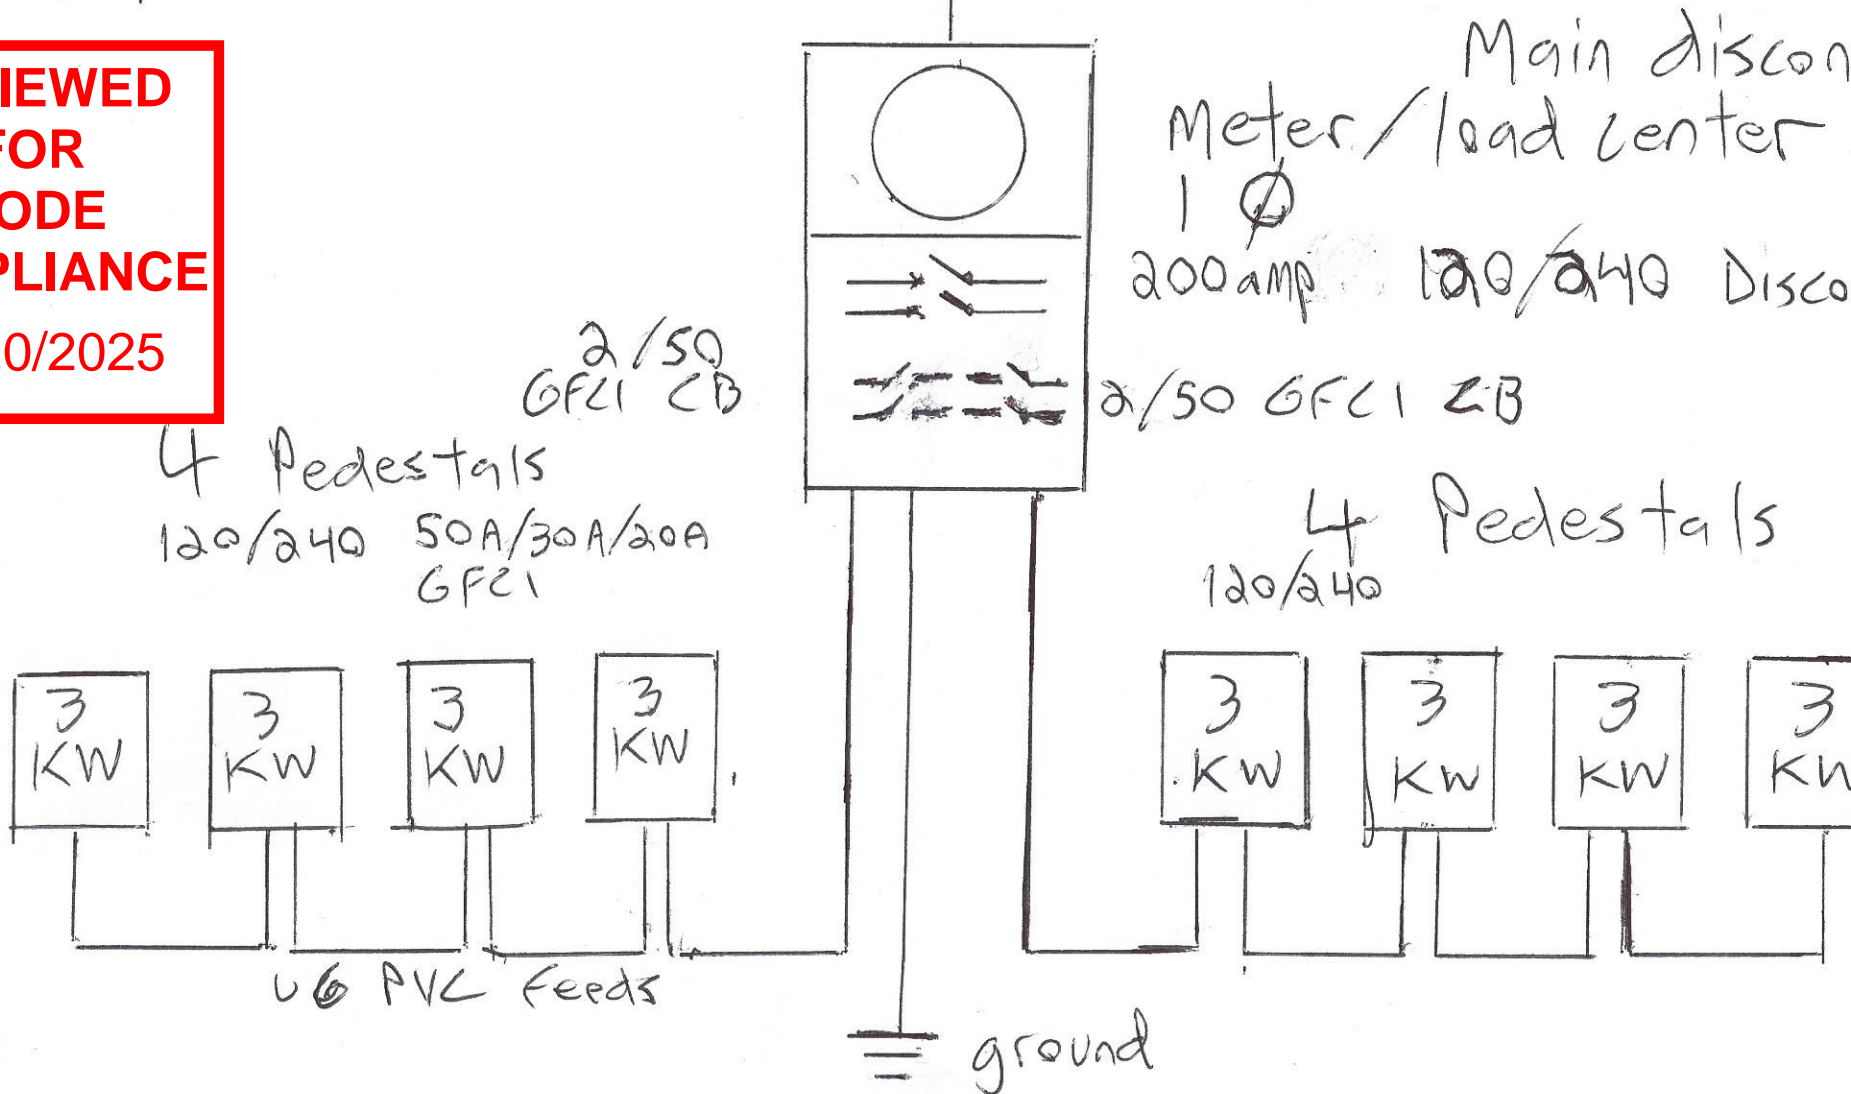 IEWED
FOR
ODE
PLIANCE
0/2025
Main discon
Meter/load center
1 Ø
200amp 120/240 Disco
2/50
GFCI CB
2/50 GFCI CB
4 Pedestals
120/240 50A/30A/20A
GFCI
4 Pedestals
120/240
3
KW
3
KW
3
KW
3
KW
3
KW
3
KW
3
KW
3
KW
UG PVC Feeds
ground